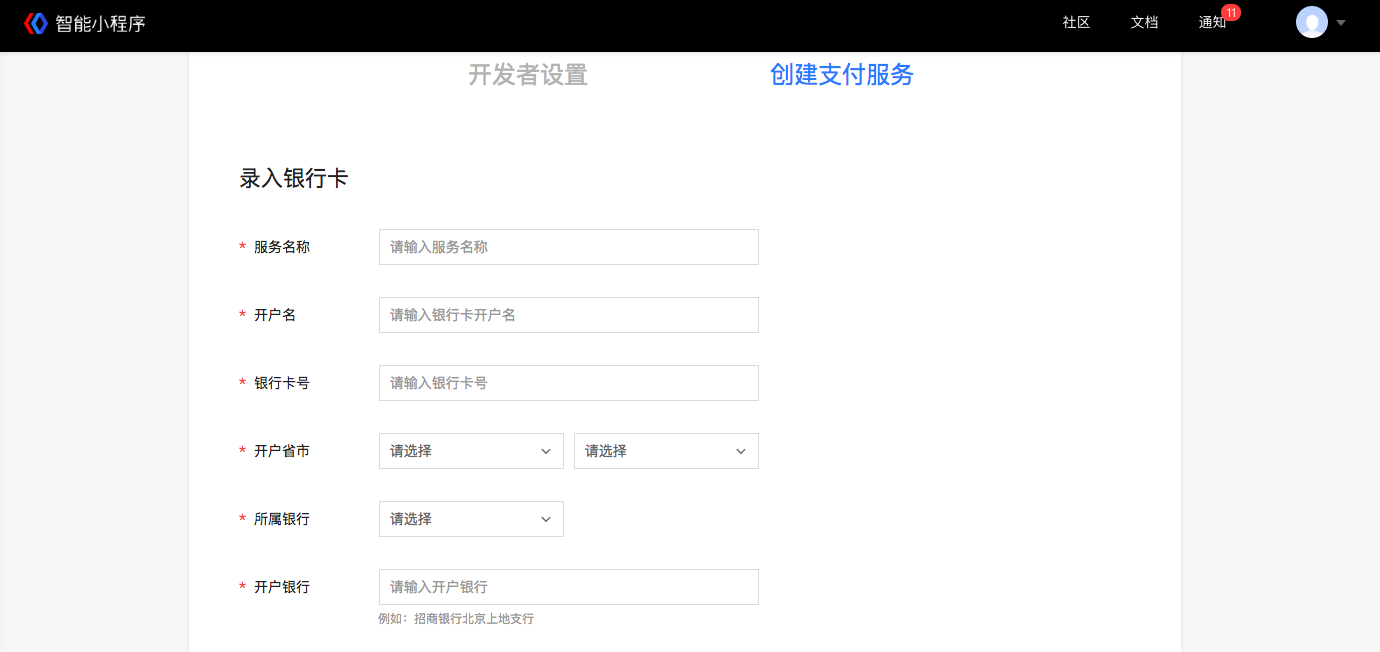 智能小程序 社区 文档 通知 11
开发者设置 创建支付服务
录入银行卡
* 服务名称 请输入服务名称
* 开户名 请输入银行卡开户名
* 银行卡号 请输入银行卡号
* 开户省市 请选择 请选择
* 所属银行 请选择
* 开户银行 请输入开户银行
例如：招商银行北京上地支行